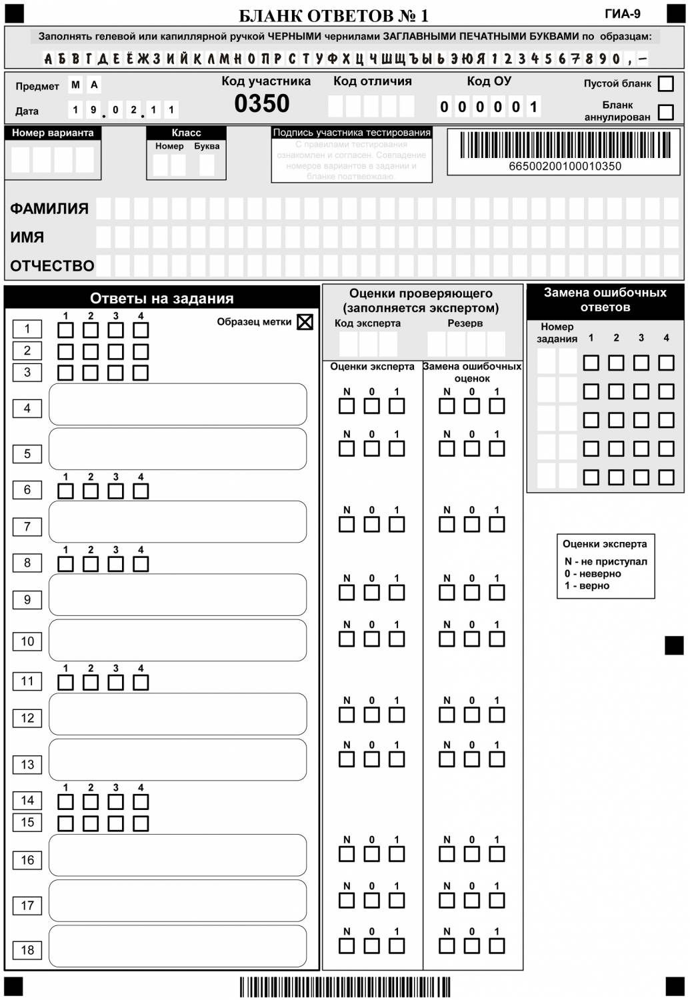 БЛАНК ОТВЕТОВ № 1
ГИА-9
Заполнять гелевой или капиллярной ручкой ЧЕРНЫМИ чернилами ЗАГЛАВНЫМИ ПЕЧАТНЫМИ БУКВАМИ по образцам:
А Б В Г Д Е Ё Ж З И Й К Л М Н О П Р С Т У Ф Х Ц Ч Ш Щ Ъ Ы Ь Э Ю Я 1 2 3 4 5 6 7 8 9 0 , –
Предмет М А
Код участника
Код отличия
Код ОУ
Пустой бланк
Дата 1 9 . 0 2 . 1 1
0350
0 0 0 0 0 1
Бланк
аннулирован
Номер варианта
Класс
Номер Буква
Подпись участника тестирования
С правилами тестирования
ознакомлен и согласен. Совпадение
номеров вариантов в задании и
бланке подтверждаю.
66500200100010350
ФАМИЛИЯ
ИМЯ
ОТЧЕСТВО
Ответы на задания
1 2 3 4
Образец метки
1
2
3
4
5
1 2 3 4
6
7
1 2 3 4
8
9
10
1 2 3 4
11
12
13
1 2 3 4
14
15
16
17
18
Оценки проверяющего
(заполняется экспертом)
Код эксперта Резерв
Оценки эксперта
Замена ошибочных
оценок
N 0 1 N 0 1
N 0 1 N 0 1
N 0 1 N 0 1
N 0 1 N 0 1
N 0 1 N 0 1
N 0 1 N 0 1
N 0 1 N 0 1
N 0 1 N 0 1
N 0 1 N 0 1
N 0 1 N 0 1
Замена ошибочных
ответов
Номер
задания 1 2 3 4
Оценки эксперта
N - не приступал
0 - неверно
1 - верно